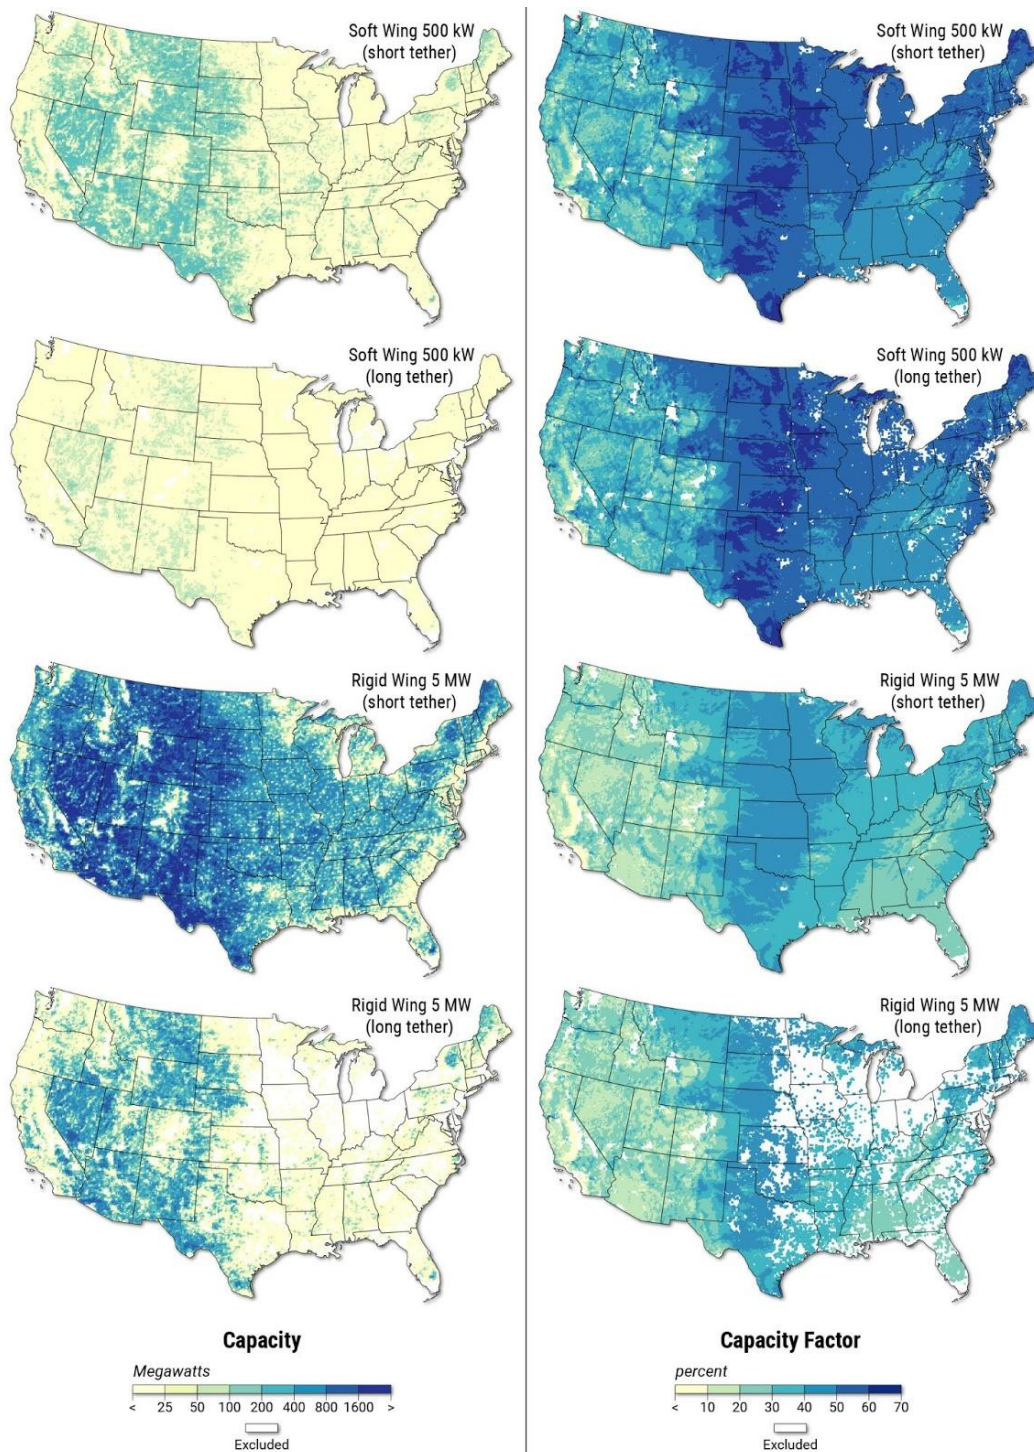 Soft Wing 500 kW
(short tether)
Soft Wing 500 kW
(short tether)
Soft Wing 500 kW
(long tether)
Soft Wing 500 kW
(long tether)
Rigid Wing 5 MW
(short tether)
Rigid Wing 5 MW
(short tether)
Rigid Wing 5 MW
(long tether)
Rigid Wing 5 MW
(long tether)
Capacity
Megawatts
< 25 50 100 200 400 800 1600 >
Excluded
Capacity Factor
percent
< 10 20 30 40 50 60 70
Excluded